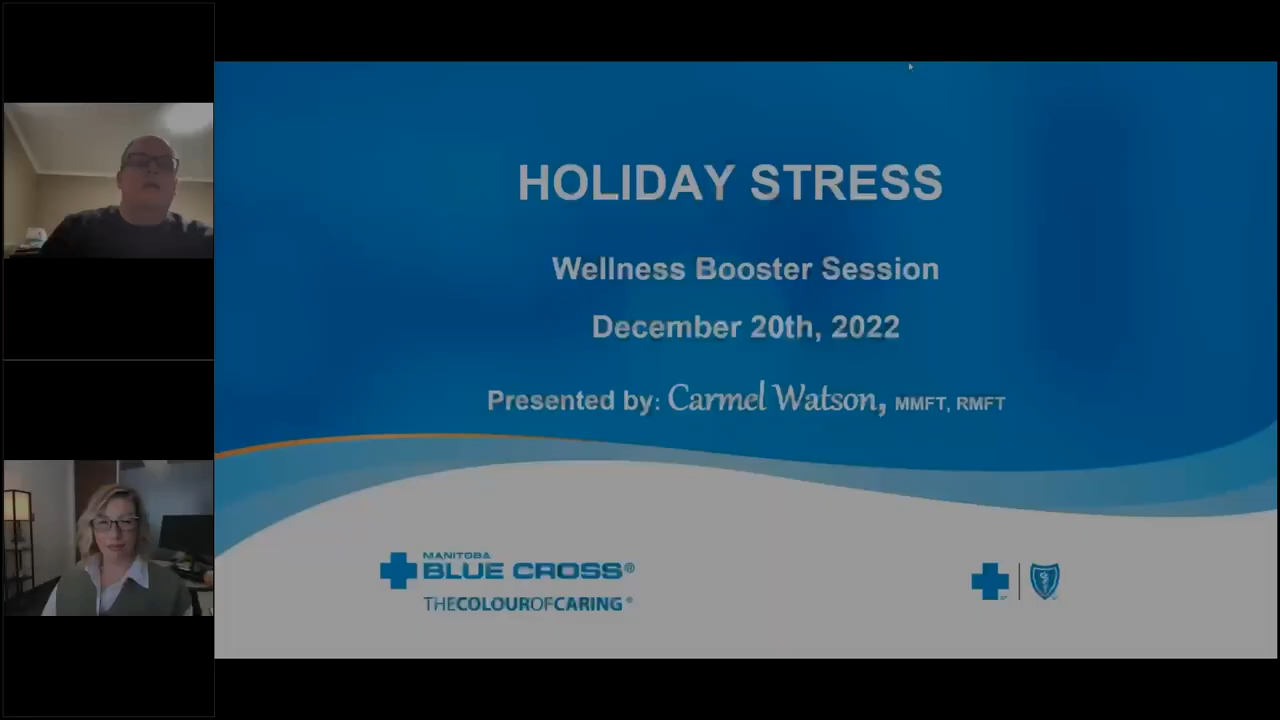 HOLIDAY STRESS
Wellness Booster Session
December 20th, 2022
Presented by: Carmel Watson, MMFT, RMFT
MANITOBA
BLUE CROSS®
THECOLOUROFCARING®